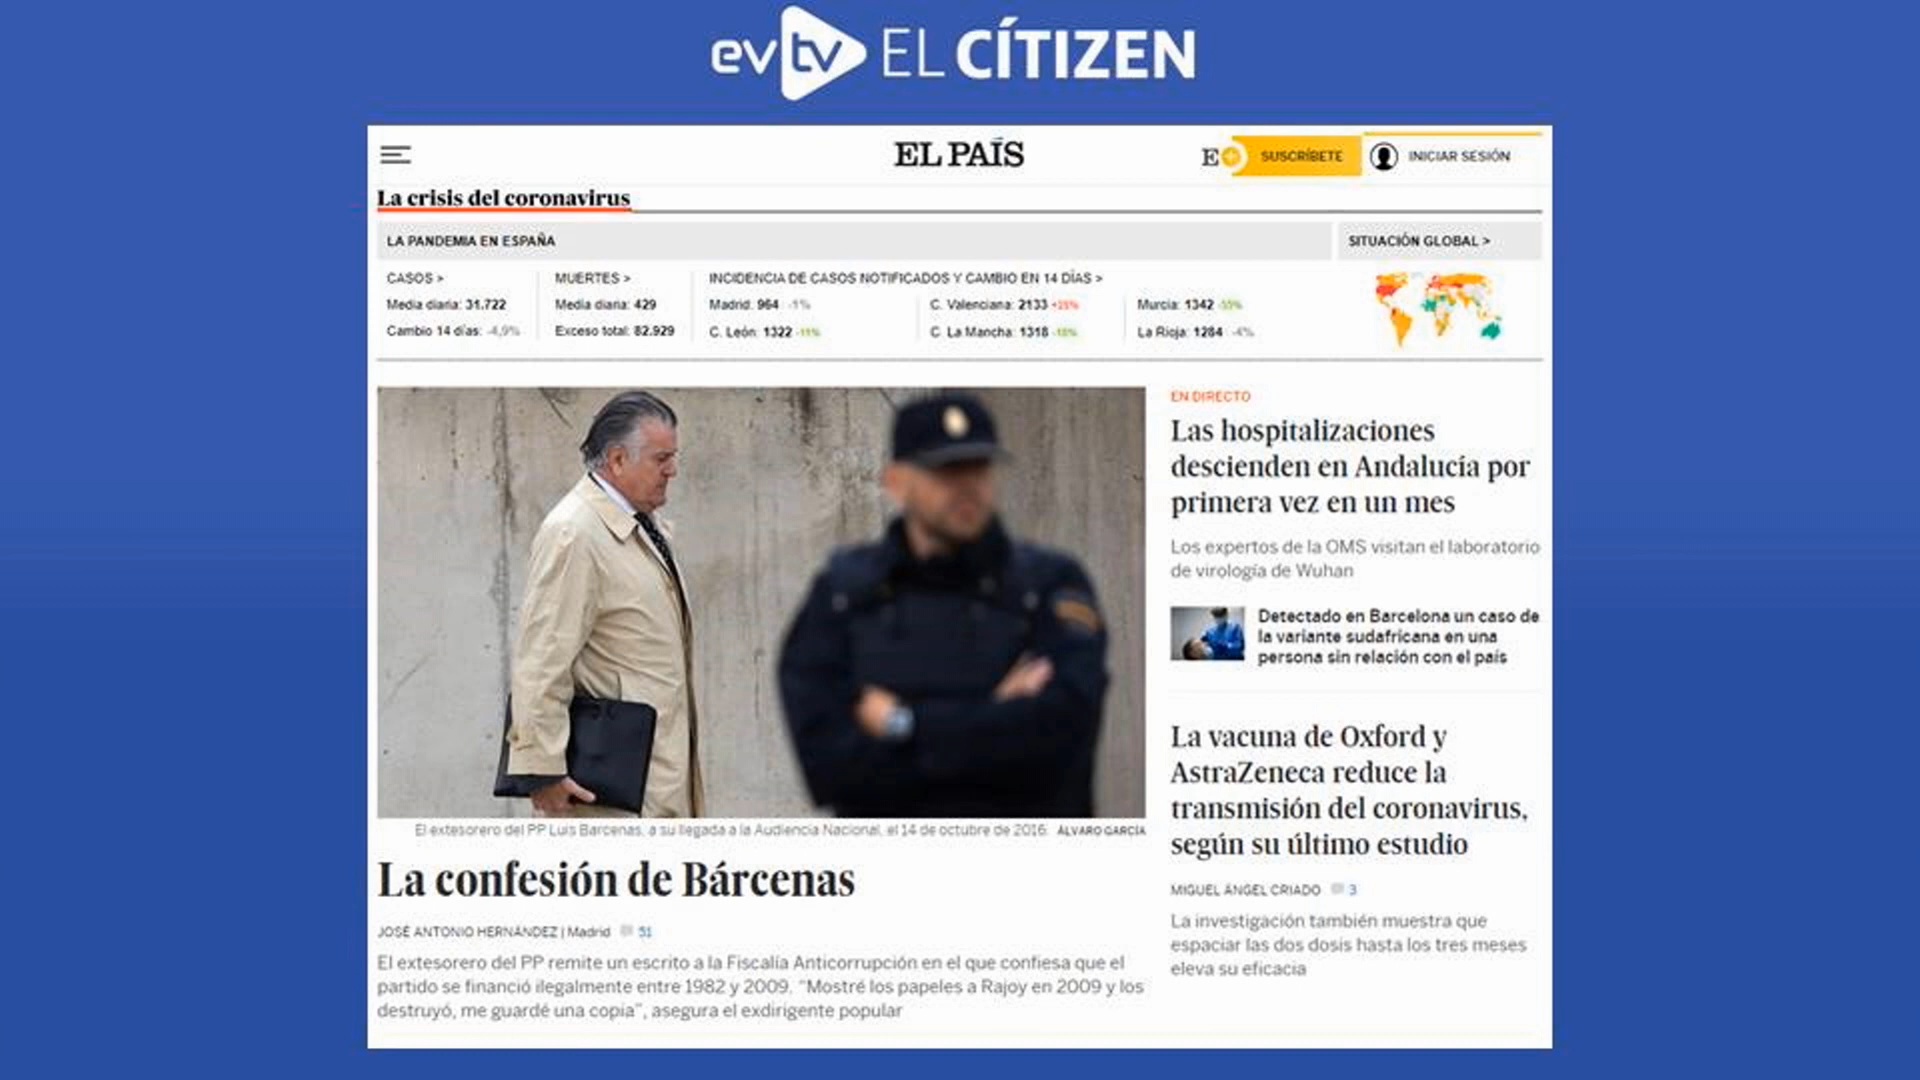 evtv EL CÍTIZEN
EL PAÍS
E+ SUSCRÍBETE
INICIAR SESIÓN
La crisis del coronavirus
LA PANDEMIA EN ESPAÑA
SITUACIÓN GLOBAL >
CASOS >
Media diaria: 31.722
Cambio 14 días: -4,9%
MUERTES >
Media diaria: 429
Exceso total: 82.929
INCIDENCIA DE CASOS NOTIFICADOS Y CAMBIO EN 14 DÍAS >
Madrid: 964 -1%
C. Valenciana: 2133
Murcia: 1342
C. León: 1322 -11%
C. La Mancha: 1318
La Rioja: 1284 -4%
El extesorero del PP Luis Bárcenas, a su llegada a la Audiencia Nacional, el 14 de octubre de 2016. ÁLVARO GARCÍA
La confesión de Bárcenas
JOSÉ ANTONIO HERNÁNDEZ | Madrid 51
El extesorero del PP remite un escrito a la Fiscalía Anticorrupción en el que confiesa que el
partido se financió ilegalmente entre 1982 y 2009. "Mostré los papeles a Rajoy en 2009 y los
destruyó, me guardé una copia", asegura el exdirigente popular
EN DIRECTO
Las hospitalizaciones
descienden en Andalucía por
primera vez en un mes
Los expertos de la OMS visitan el laboratorio
de virología de Wuhan
Detectado en Barcelona un caso de
la variante sudafricana en una
persona sin relación con el país
La vacuna de Oxford y
AstraZeneca reduce la
transmisión del coronavirus,
según su último estudio
MIGUEL ÁNGEL CRIADO 3
La investigación también muestra que
espaciar las dos dosis hasta los tres meses
eleva su eficacia